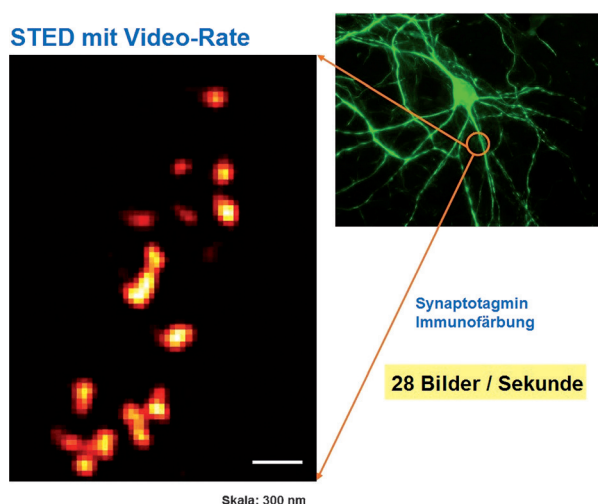 STED mit Video-Rate
Synaptotagmin
Immunofärbung
28 Bilder / Sekunde
Skala: 300 nm